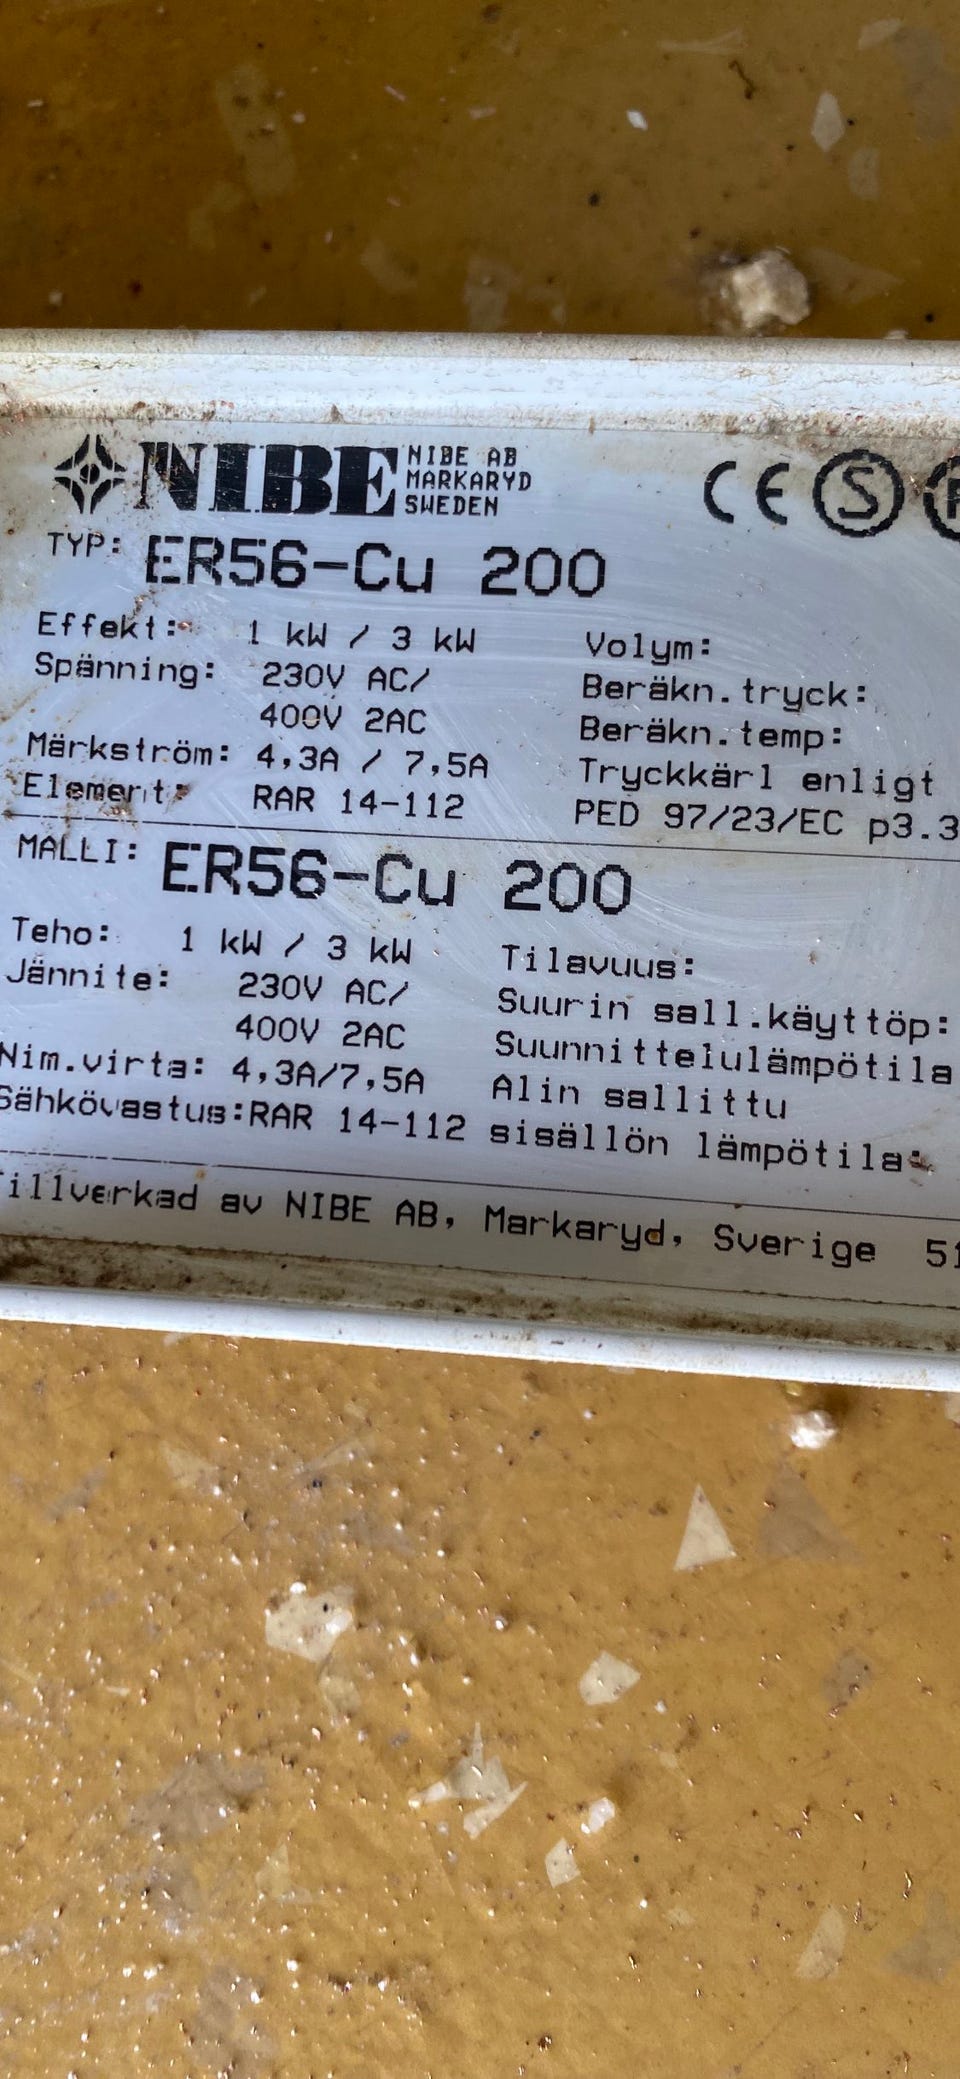 NIBE NIBE AB
MARKARYD
SWEDEN
CE S
TYP: ER56-Cu 200
Effekt: 1 kW / 3 kW
Spänning: 230V AC/
400V 2AC
Märkström: 4,3A / 7,5A
Element: RAR 14-112
Volym:
Beräkn.tryck:
Beräkn.temp:
Tryckkärl enligt
PED 97/23/EC p3.3
MALLI: ER56-Cu 200
Teho: 1 kW / 3 kW
Jännite: 230V AC/
400V 2AC
Nim.virta: 4,3A/7,5A
Sähkövastus:RAR 14-112
Tilavuus:
Suurin sall.käyttöp:
Suunnittelulämpötila
Alin sallittu
sisällön lämpötila:
Tillverkad av NIBE AB, Markaryd, Sverige 51